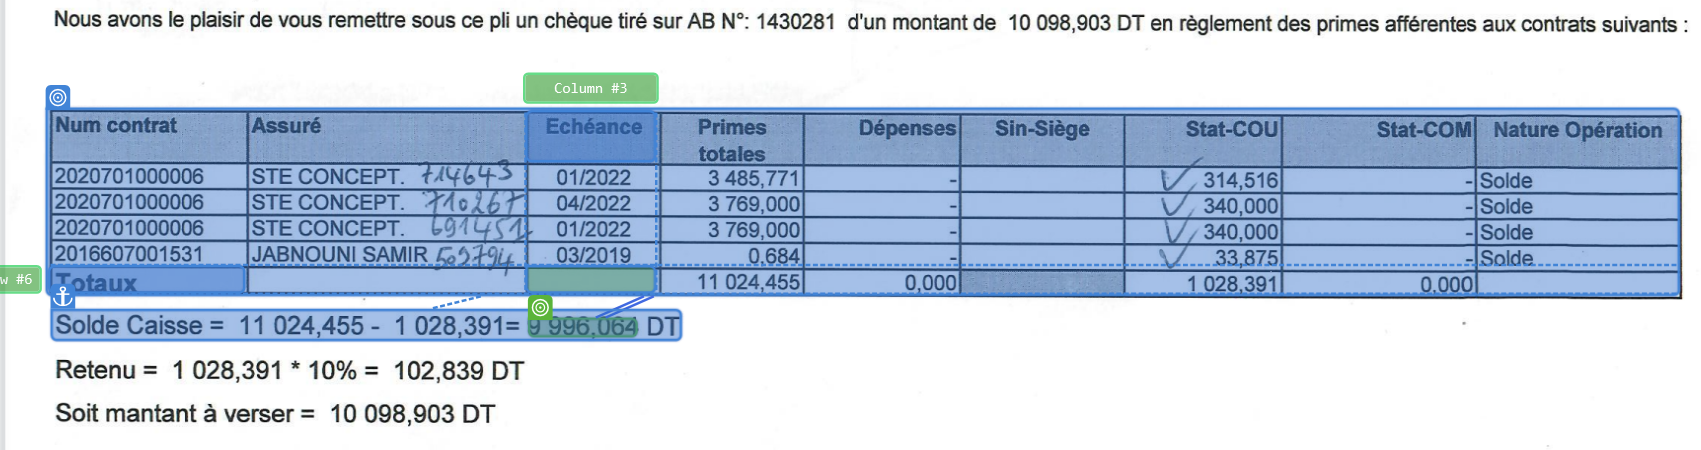 Nous avons le plaisir de vous remettre sous ce pli un chèque tiré sur AB N°: 1430281 d'un montant de 10 098,903 DT en règlement des primes afférentes aux contrats suivants :
Column #3
Num contrat Assuré Echéance Primes totales Dépenses Sin-Siège Stat-COU Stat-COM Nature Opération
2020701000006 STE CONCEPT. 714643 01/2022 3 485,771 - 314,516 - Solde
2020701000006 STE CONCEPT. 710267 04/2022 3 769,000 - 340,000 - Solde
2020701000006 STE CONCEPT. 691451 01/2022 3 769,000 - 340,000 - Solde
2016607001531 JABNOUNI SAMIR 03/2019 0,684 - 33,875 - Solde
w #6
Totaux 11 024,455 0,000 1 028,391 0,000
Solde Caisse = 11 024,455 - 1 028,391= 9 996,064 DT
Retenu = 1 028,391 * 10% = 102,839 DT
Soit mantant à verser = 10 098,903 DT